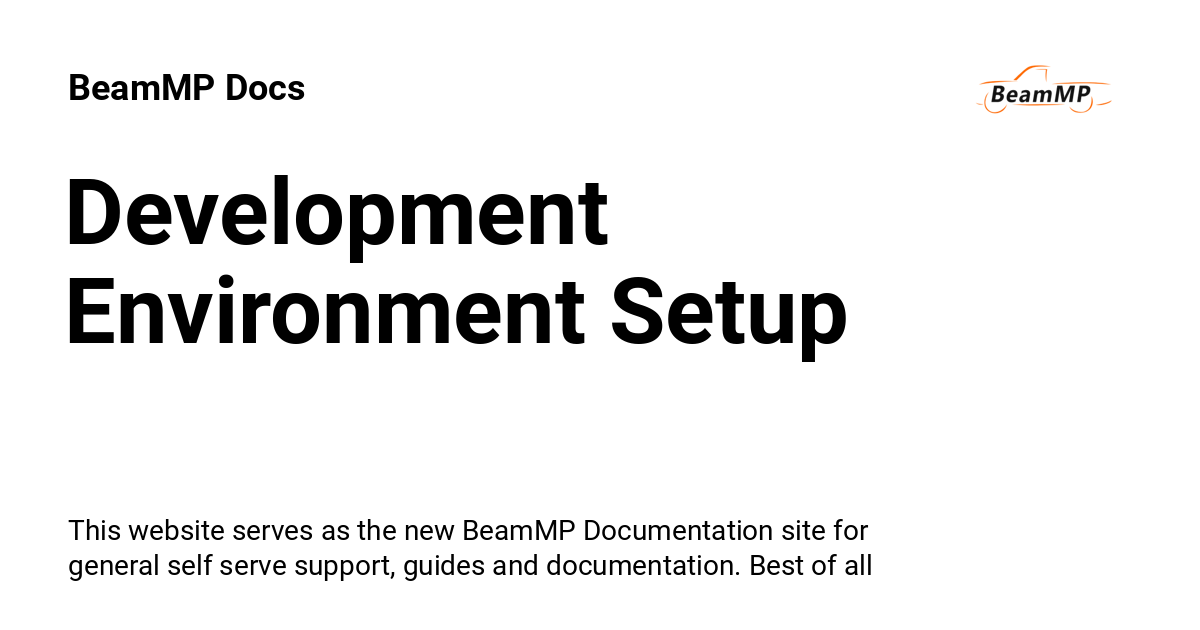 BeamMP Docs
BeamMP
Development
Environment Setup
This website serves as the new BeamMP Documentation site for
general self serve support, guides and documentation. Best of all